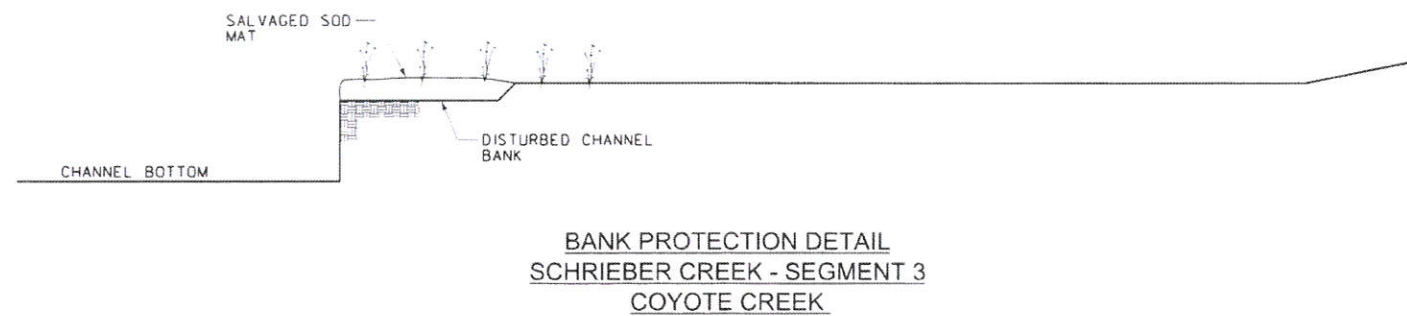 SALVAGED SOD
MAT
DISTURBED CHANNEL
BANK
CHANNEL BOTTOM
BANK PROTECTION DETAIL
SCHRIEBER CREEK - SEGMENT 3
COYOTE CREEK